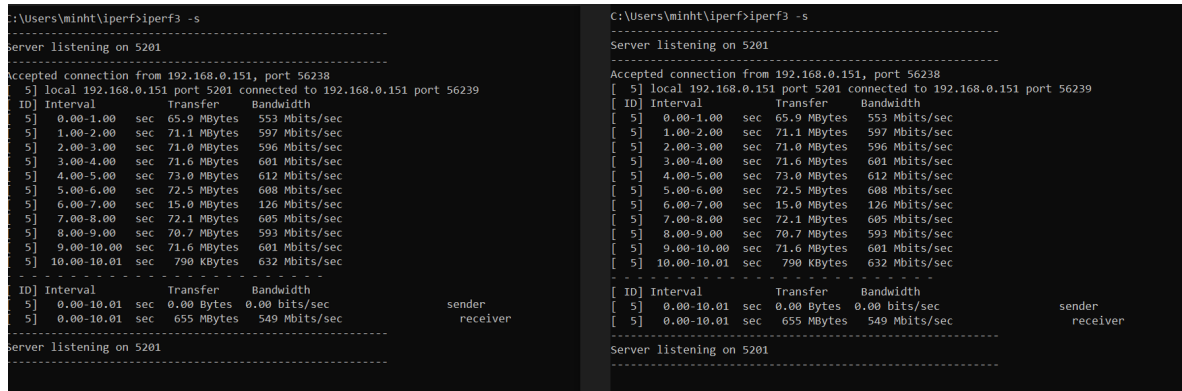 C:\Users\minht\iperf>iperf3 -s
-----------------------------------------------------------
Server listening on 5201
-----------------------------------------------------------
Accepted connection from 192.168.0.151, port 56238
[  5] local 192.168.0.151 port 5201 connected to 192.168.0.151 port 56239
[ ID] Interval           Transfer     Bandwidth
[  5]   0.00-1.00   sec  65.9 MBytes   553 Mbits/sec
[  5]   1.00-2.00   sec  71.1 MBytes   597 Mbits/sec
[  5]   2.00-3.00   sec  71.0 MBytes   596 Mbits/sec
[  5]   3.00-4.00   sec  71.6 MBytes   601 Mbits/sec
[  5]   4.00-5.00   sec  73.0 MBytes   612 Mbits/sec
[  5]   5.00-6.00   sec  72.5 MBytes   608 Mbits/sec
[  5]   6.00-7.00   sec  15.0 MBytes   126 Mbits/sec
[  5]   7.00-8.00   sec  72.1 MBytes   605 Mbits/sec
[  5]   8.00-9.00   sec  70.7 MBytes   593 Mbits/sec
[  5]   9.00-10.00  sec  71.6 MBytes   601 Mbits/sec
[  5]  10.00-10.01  sec   790 KBytes   632 Mbits/sec
- - - - - - - - - - - - - - - - - - - - - - - - -
[ ID] Interval           Transfer     Bandwidth
[  5]   0.00-10.01  sec  0.00 Bytes  0.00 bits/sec                  sender
[  5]   0.00-10.01  sec   655 MBytes   549 Mbits/sec                  receiver
-----------------------------------------------------------
Server listening on 5201
-----------------------------------------------------------
C:\Users\minht\iperf>iperf3 -s
-----------------------------------------------------------
Server listening on 5201
-----------------------------------------------------------
Accepted connection from 192.168.0.151, port 56238
[  5] local 192.168.0.151 port 5201 connected to 192.168.0.151 port 56239
[ ID] Interval           Transfer     Bandwidth
[  5]   0.00-1.00   sec  65.9 MBytes   553 Mbits/sec
[  5]   1.00-2.00   sec  71.1 MBytes   597 Mbits/sec
[  5]   2.00-3.00   sec  71.0 MBytes   596 Mbits/sec
[  5]   3.00-4.00   sec  71.6 MBytes   601 Mbits/sec
[  5]   4.00-5.00   sec  73.0 MBytes   612 Mbits/sec
[  5]   5.00-6.00   sec  72.5 MBytes   608 Mbits/sec
[  5]   6.00-7.00   sec  15.0 MBytes   126 Mbits/sec
[  5]   7.00-8.00   sec  72.1 MBytes   605 Mbits/sec
[  5]   8.00-9.00   sec  70.7 MBytes   593 Mbits/sec
[  5]   9.00-10.00  sec  71.6 MBytes   601 Mbits/sec
[  5]  10.00-10.01  sec   790 KBytes   632 Mbits/sec
- - - - - - - - - - - - - - - - - - - - - - - - -
[ ID] Interval           Transfer     Bandwidth
[  5]   0.00-10.01  sec  0.00 Bytes  0.00 bits/sec                  sender
[  5]   0.00-10.01  sec   655 MBytes   549 Mbits/sec                  receiver
-----------------------------------------------------------
Server listening on 5201
-----------------------------------------------------------